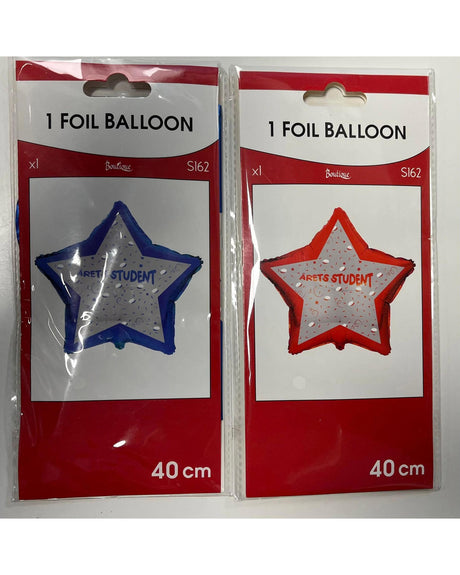 1 FOIL BALLOON
x1
Boutique
S162
ÅRETS STUDENT
40 cm
1 FOIL BALLOON
x1
Boutique
S162
ÅRETS STUDENT
40 cm